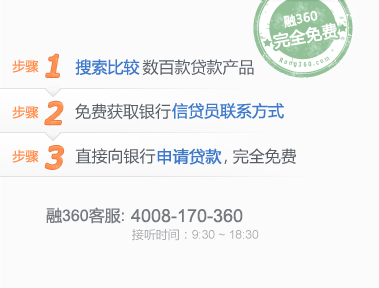 融360
完全免费
Rong360.com
步骤 1 搜索比较 数百款贷款产品
步骤 2 免费获取银行信贷员联系方式
步骤 3 直接向银行申请贷款，完全免费
融360客服: 4008-170-360
接听时间：9:30 ~ 18:30